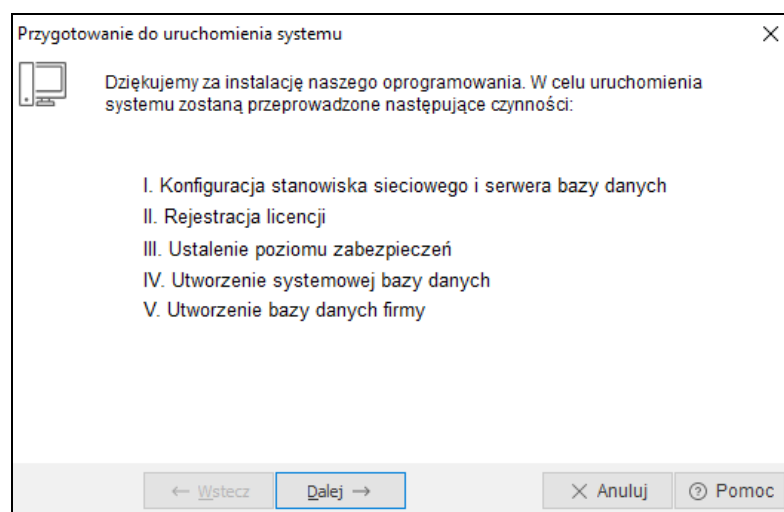 Przygotowanie do uruchomienia systemu
Dziękujemy za instalację naszego oprogramowania. W celu uruchomienia
systemu zostaną przeprowadzone następujące czynności:
I. Konfiguracja stanowiska sieciowego i serwera bazy danych
II. Rejestracja licencji
III. Ustalenie poziomu zabezpieczeń
IV. Utworzenie systemowej bazy danych
V. Utworzenie bazy danych firmy
← Wstecz Dalej → Anuluj Pomoc